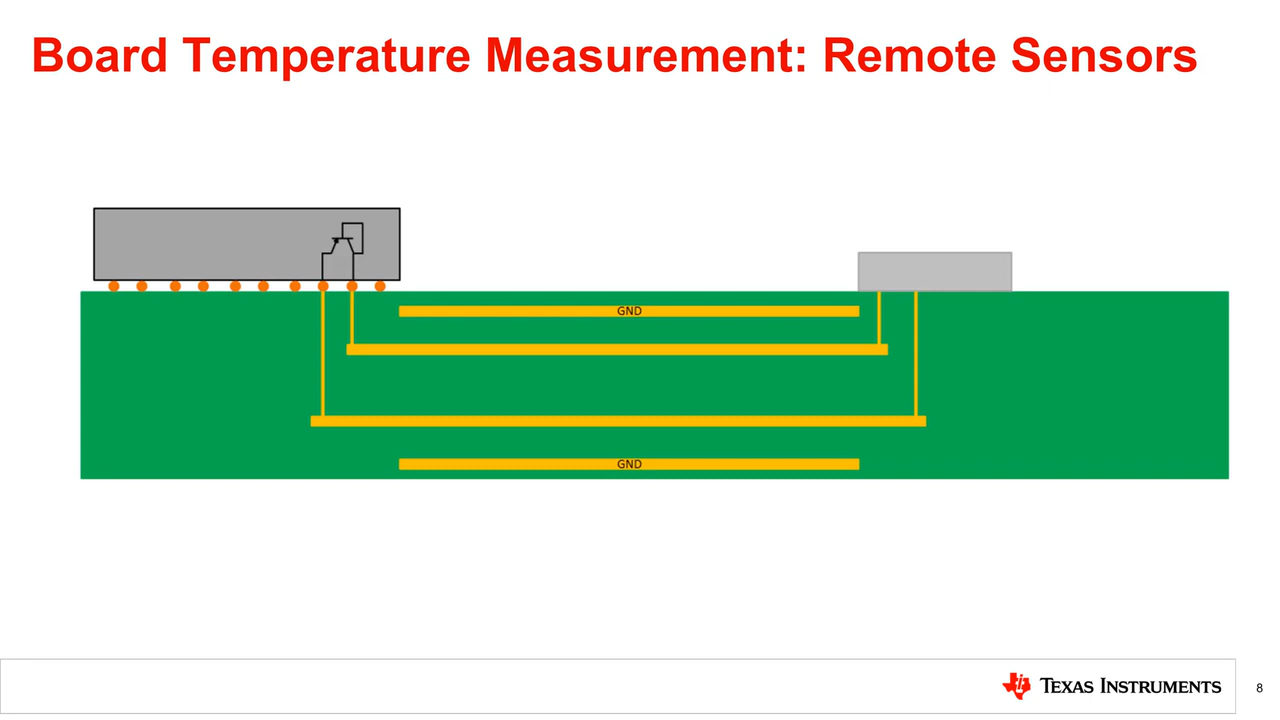 Board Temperature Measurement: Remote Sensors
GND
GND
TEXAS INSTRUMENTS
8